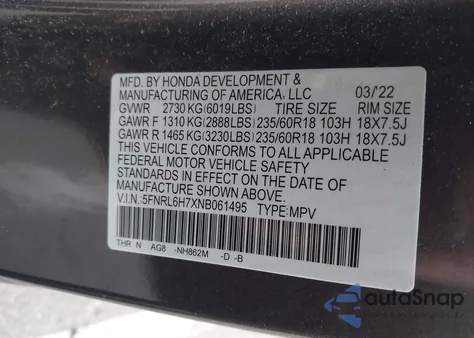 MFD. BY HONDA DEVELOPMENT &
MANUFACTURING OF AMERICA, LLC 03/'22
GVWR 2730 KG (6019LBS) TIRE SIZE RIM SIZE
GAWR F 1310 KG (2888LBS) 235/60R18 103H 18X7.5J
GAWR R 1465 KG (3230LBS) 235/60R18 103H 18X7.5J
THIS VEHICLE CONFORMS TO ALL APPLICABLE
FEDERAL MOTOR VEHICLE SAFETY
STANDARDS IN EFFECT ON THE DATE OF
MANUFACTURE SHOWN ABOVE.
V.I.N.:5FNRL6H7XNB061495 TYPE:MPV
THR N AG8 -NH862M -D -B
autoSnap